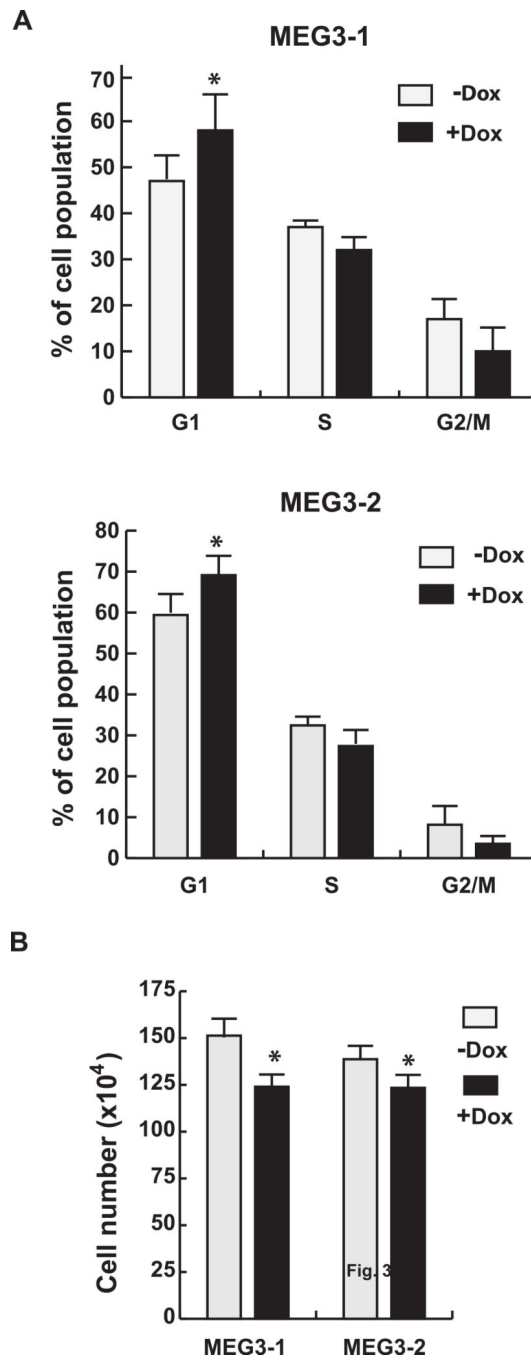 A
MEG3-1
% of cell population
70
60
50
40
30
20
10
0
*
-Dox
+Dox
G1 S G2/M
MEG3-2
% of cell population
80
70
60
50
40
30
20
10
0
*
-Dox
+Dox
G1 S G2/M
B
Cell number (x10⁴)
175
150
125
100
75
50
25
0
* *
-Dox
+Dox
Fig. 3
MEG3-1 MEG3-2